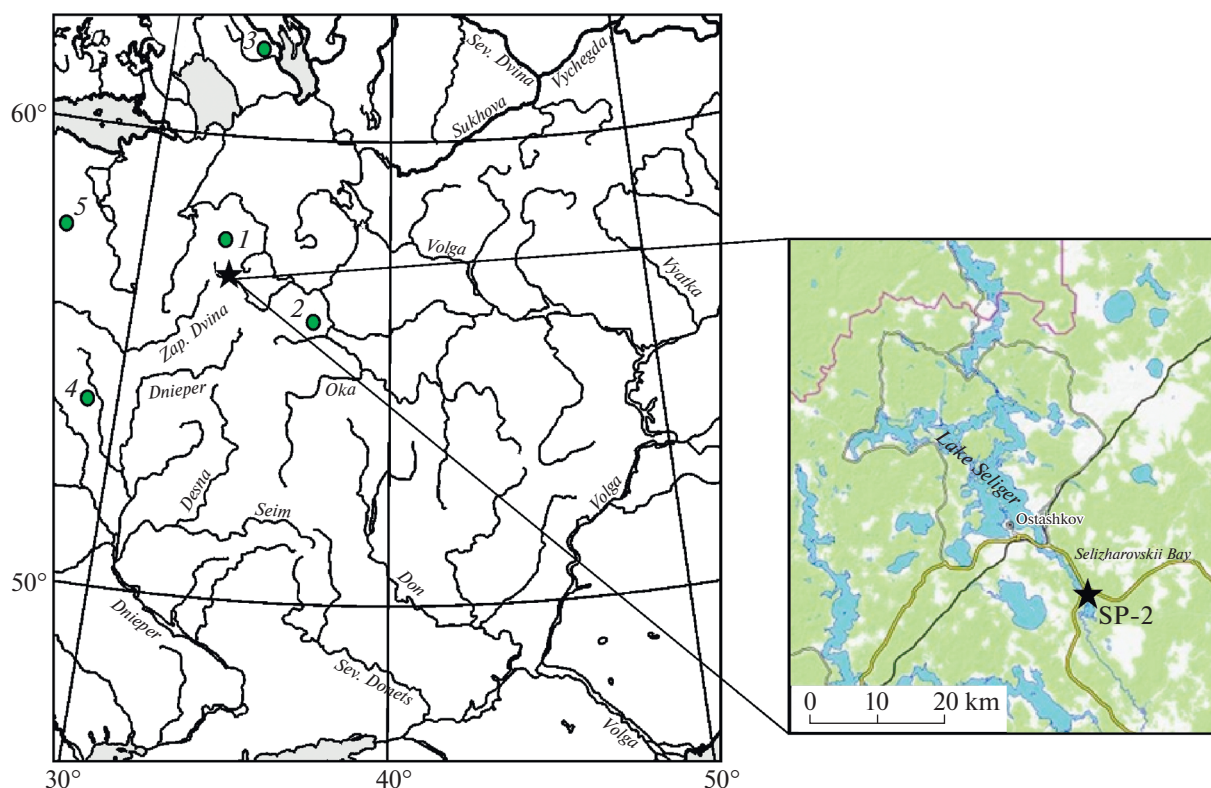 3
Sev. Dvina
Vychegda
60°
Sukhova
5
1
Volga
Vyatka
2
Zap. Dvina
4
Dnieper
Oka
Lake Seliger
Desna
Volga
Seim
Ostashkov
Selizharovskii Bay
50°
Don
Dnieper
SP-2
Sev. Doneis
0 10 20 km
Volga
30° 40° 50°